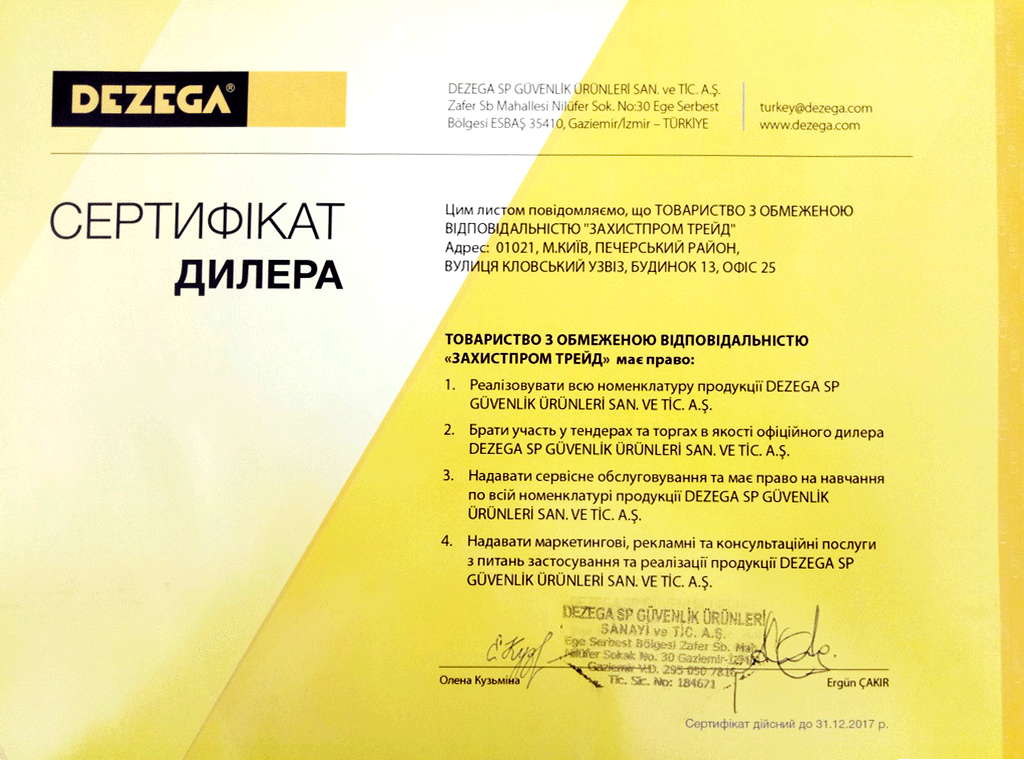 DEZEGA®
DEZEGA SP GÜVENLİK ÜRÜNLERİ SAN. ve TİC. A.Ş.
Zafer Sb Mahallesi Nilüfer Sok. No:30 Ege Serbest
Bölgesi ESBAŞ 35410, Gaziemir/İzmir – TÜRKİYE
turkey@dezega.com
www.dezega.com
СЕРТИФІКАТ
ДИЛЕРА
Цим листом повідомляємо, що ТОВАРИСТВО З ОБМЕЖЕНОЮ
ВІДПОВІДАЛЬНІСТЮ "ЗАХИСТПРОМ ТРЕЙД"
Адрес: 01021, М.КИЇВ, ПЕЧЕРСЬКИЙ РАЙОН,
ВУЛИЦЯ КЛОВСЬКИЙ УЗВІЗ, БУДИНОК 13, ОФІС 25
ТОВАРИСТВО З ОБМЕЖЕНОЮ ВІДПОВІДАЛЬНІСТЮ
«ЗАХИСТПРОМ ТРЕЙД» має право:
1. Реалізовувати всю номенклатуру продукції DEZEGA SP
GÜVENLİK ÜRÜNLERİ SAN. VE TİC. A.Ş.
2. Брати участь у тендерах та торгах в якості офіційного дилера
DEZEGA SP GÜVENLİK ÜRÜNLERİ SAN. VE TİC. A.Ş.
3. Надавати сервісне обслуговування та має право на навчання
по всій номенклатурі продукції DEZEGA SP GÜVENLİK
ÜRÜNLERİ SAN. VE TİC. A.Ş.
4. Надавати маркетингові, рекламні та консультаційні послуги
з питань застосування та реалізації продукції DEZEGA SP
GÜVENLİK ÜRÜNLERİ SAN. VE TİC. A.Ş.
DEZEGA SP GÜVENLİK ÜRÜNLERİ
SANAYİ ve TİC. A.Ş.
Ege Serbest Bölgesi Zafer Sb. Mah.
Nilüfer Sokak No. 30 Gaziemir-İZMİR
Gaziemir V.D. 295 050 7816
Tic. Sic. No: 184671
Олена Кузьміна
Ergün ÇAKIR
Сертифікат дійсний до 31.12.2017 р.